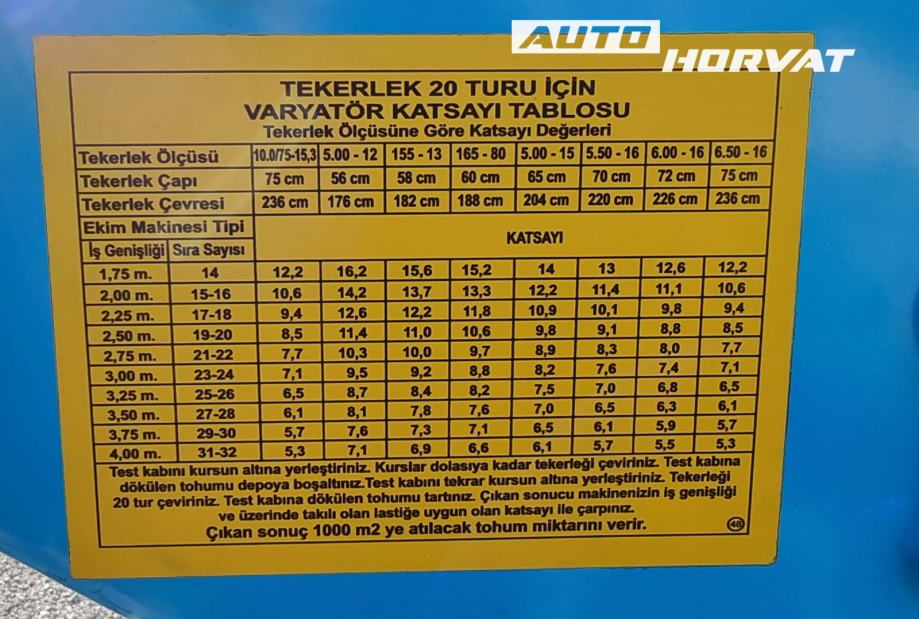 AUTO
HORVAT
TEKERLEK 20 TURU İÇİN
VARYATÖR KATSAYI TABLOSU
Tekerlek Ölçüsüne Göre Katsayı Değerleri
Tekerlek Ölçüsü 10.0/75-15,3 5.00 - 12 155 - 13 165 - 80 5.00 - 15 5.50 - 16 6.00 - 16 6.50 - 16
Tekerlek Çapı 75 cm 56 cm 58 cm 60 cm 65 cm 70 cm 72 cm 75 cm
Tekerlek Çevresi 236 cm 176 cm 182 cm 188 cm 204 cm 220 cm 226 cm 236 cm
Ekim Makinesi Tipi KATSAYI
İş Genişliği Sıra Sayısı
1,75 m. 14 12,2 16,2 15,6 15,2 14 13 12,6 12,2
2,00 m. 15-16 10,6 14,2 13,7 13,3 12,2 11,4 11,1 10,6
2,25 m. 17-18 9,4 12,6 12,2 11,8 10,9 10,1 9,8 9,4
2,50 m. 19-20 8,5 11,4 11,0 10,6 9,8 9,1 8,8 8,5
2,75 m. 21-22 7,7 10,3 10,0 9,7 8,9 8,3 8,0 7,7
3,00 m. 23-24 7,1 9,5 9,2 8,8 8,2 7,6 7,4 7,1
3,25 m. 25-26 6,5 8,7 8,4 8,2 7,5 7,0 6,8 6,5
3,50 m. 27-28 6,1 8,1 7,8 7,6 7,0 6,5 6,3 6,1
3,75 m. 29-30 5,7 7,6 7,3 7,1 6,5 6,1 5,9 5,7
4,00 m. 31-32 5,3 7,1 6,9 6,6 6,1 5,7 5,5 5,3
Test kabını kursun altına yerleştiriniz. Kurslar dolasıya kadar tekerleği çeviriniz. Test kabına
dökülen tohumu depoya boşaltınız.Test kabını tekrar kursun altına yerleştiriniz. Tekerleği
20 tur çeviriniz. Test kabına dökülen tohumu tartınız. Çıkan sonucu makinenizin iş genişliği
ve üzerinde takılı olan lastiğe uygun olan katsayı ile çarpınız.
Çıkan sonuç 1000 m2 ye atılacak tohum miktarını verir.
48